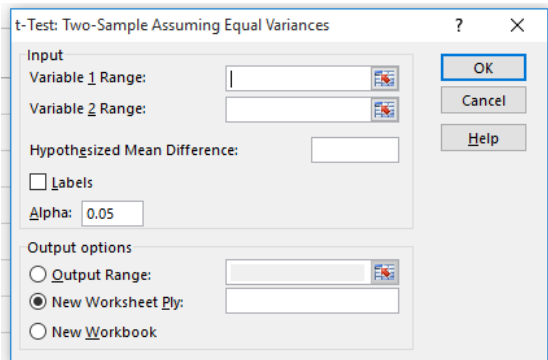 t-Test: Two-Sample Assuming Equal Variances ?
Input
Variable 1 Range:
Variable 2 Range:
Hypothesized Mean Difference:
Labels
Alpha: 0.05
Output options
Output Range:
New Worksheet Ply:
New Workbook
OK
Cancel
Help